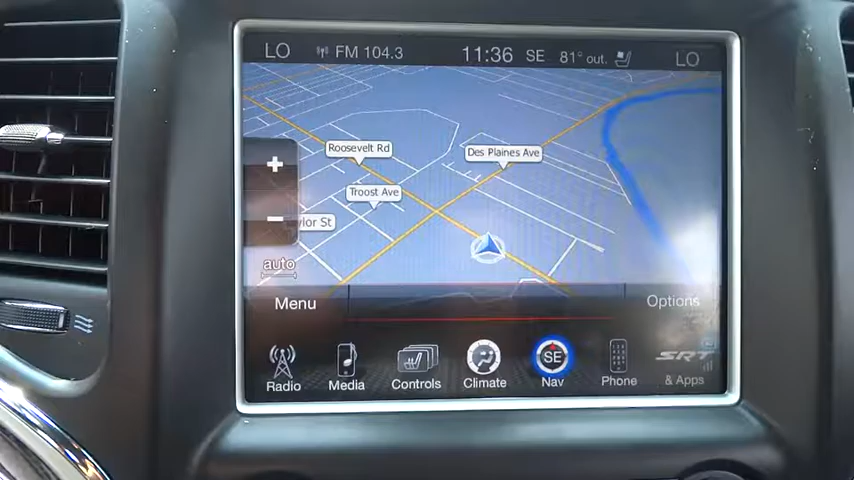 LO FM 104.3 11:36 SE 81° out. LO
Roosevelt Rd
Des Plaines Ave
+
Troost Ave
ylor St
−
auto
Menu
Options
SE
SRT
Radio Media Controls Climate Nav Phone & Apps